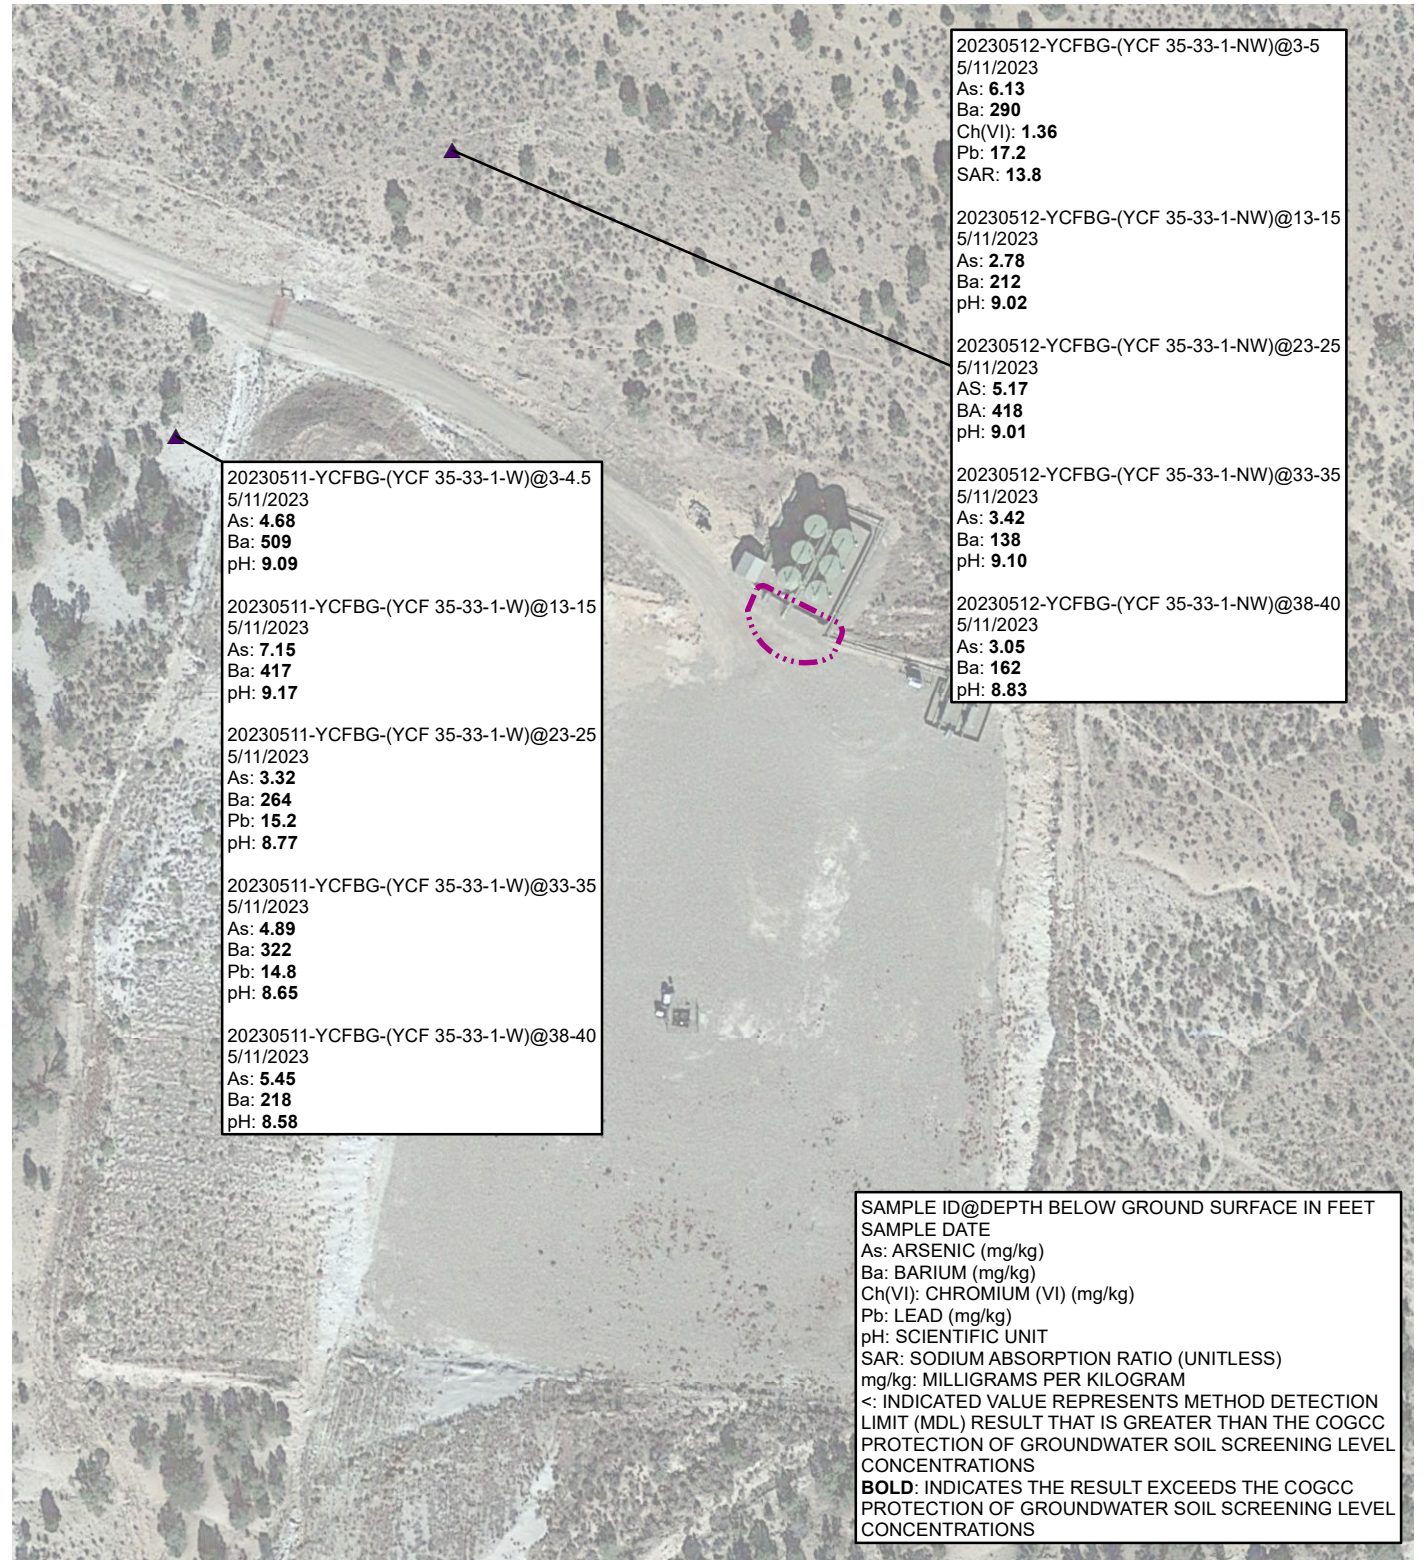 20230512-YCFBG-(YCF 35-33-1-NW)@3-5
5/11/2023
As: 6.13
Ba: 290
Ch(VI): 1.36
Pb: 17.2
SAR: 13.8
20230512-YCFBG-(YCF 35-33-1-NW)@13-15
5/11/2023
As: 2.78
Ba: 212
pH: 9.02
20230512-YCFBG-(YCF 35-33-1-NW)@23-25
5/11/2023
AS: 5.17
BA: 418
pH: 9.01
20230512-YCFBG-(YCF 35-33-1-NW)@33-35
5/11/2023
As: 3.42
Ba: 138
pH: 9.10
20230512-YCFBG-(YCF 35-33-1-NW)@38-40
5/11/2023
As: 3.05
Ba: 162
pH: 8.83
20230511-YCFBG-(YCF 35-33-1-W)@3-4.5
5/11/2023
As: 4.68
Ba: 509
pH: 9.09
20230511-YCFBG-(YCF 35-33-1-W)@13-15
5/11/2023
As: 7.15
Ba: 417
pH: 9.17
20230511-YCFBG-(YCF 35-33-1-W)@23-25
5/11/2023
As: 3.32
Ba: 264
Pb: 15.2
pH: 8.77
20230511-YCFBG-(YCF 35-33-1-W)@33-35
5/11/2023
As: 4.89
Ba: 322
Pb: 14.8
pH: 8.65
20230511-YCFBG-(YCF 35-33-1-W)@38-40
5/11/2023
As: 5.45
Ba: 218
pH: 8.58
SAMPLE ID@DEPTH BELOW GROUND SURFACE IN FEET
SAMPLE DATE
As: ARSENIC (mg/kg)
Ba: BARIUM (mg/kg)
Ch(VI): CHROMIUM (VI) (mg/kg)
Pb: LEAD (mg/kg)
pH: SCIENTIFIC UNIT
SAR: SODIUM ABSORPTION RATIO (UNITLESS)
mg/kg: MILLIGRAMS PER KILOGRAM
<: INDICATED VALUE REPRESENTS METHOD DETECTION
LIMIT (MDL) RESULT THAT IS GREATER THAN THE COGCC
PROTECTION OF GROUNDWATER SOIL SCREENING LEVEL
CONCENTRATIONS
BOLD: INDICATES THE RESULT EXCEEDS THE COGCC
PROTECTION OF GROUNDWATER SOIL SCREENING LEVEL
CONCENTRATIONS